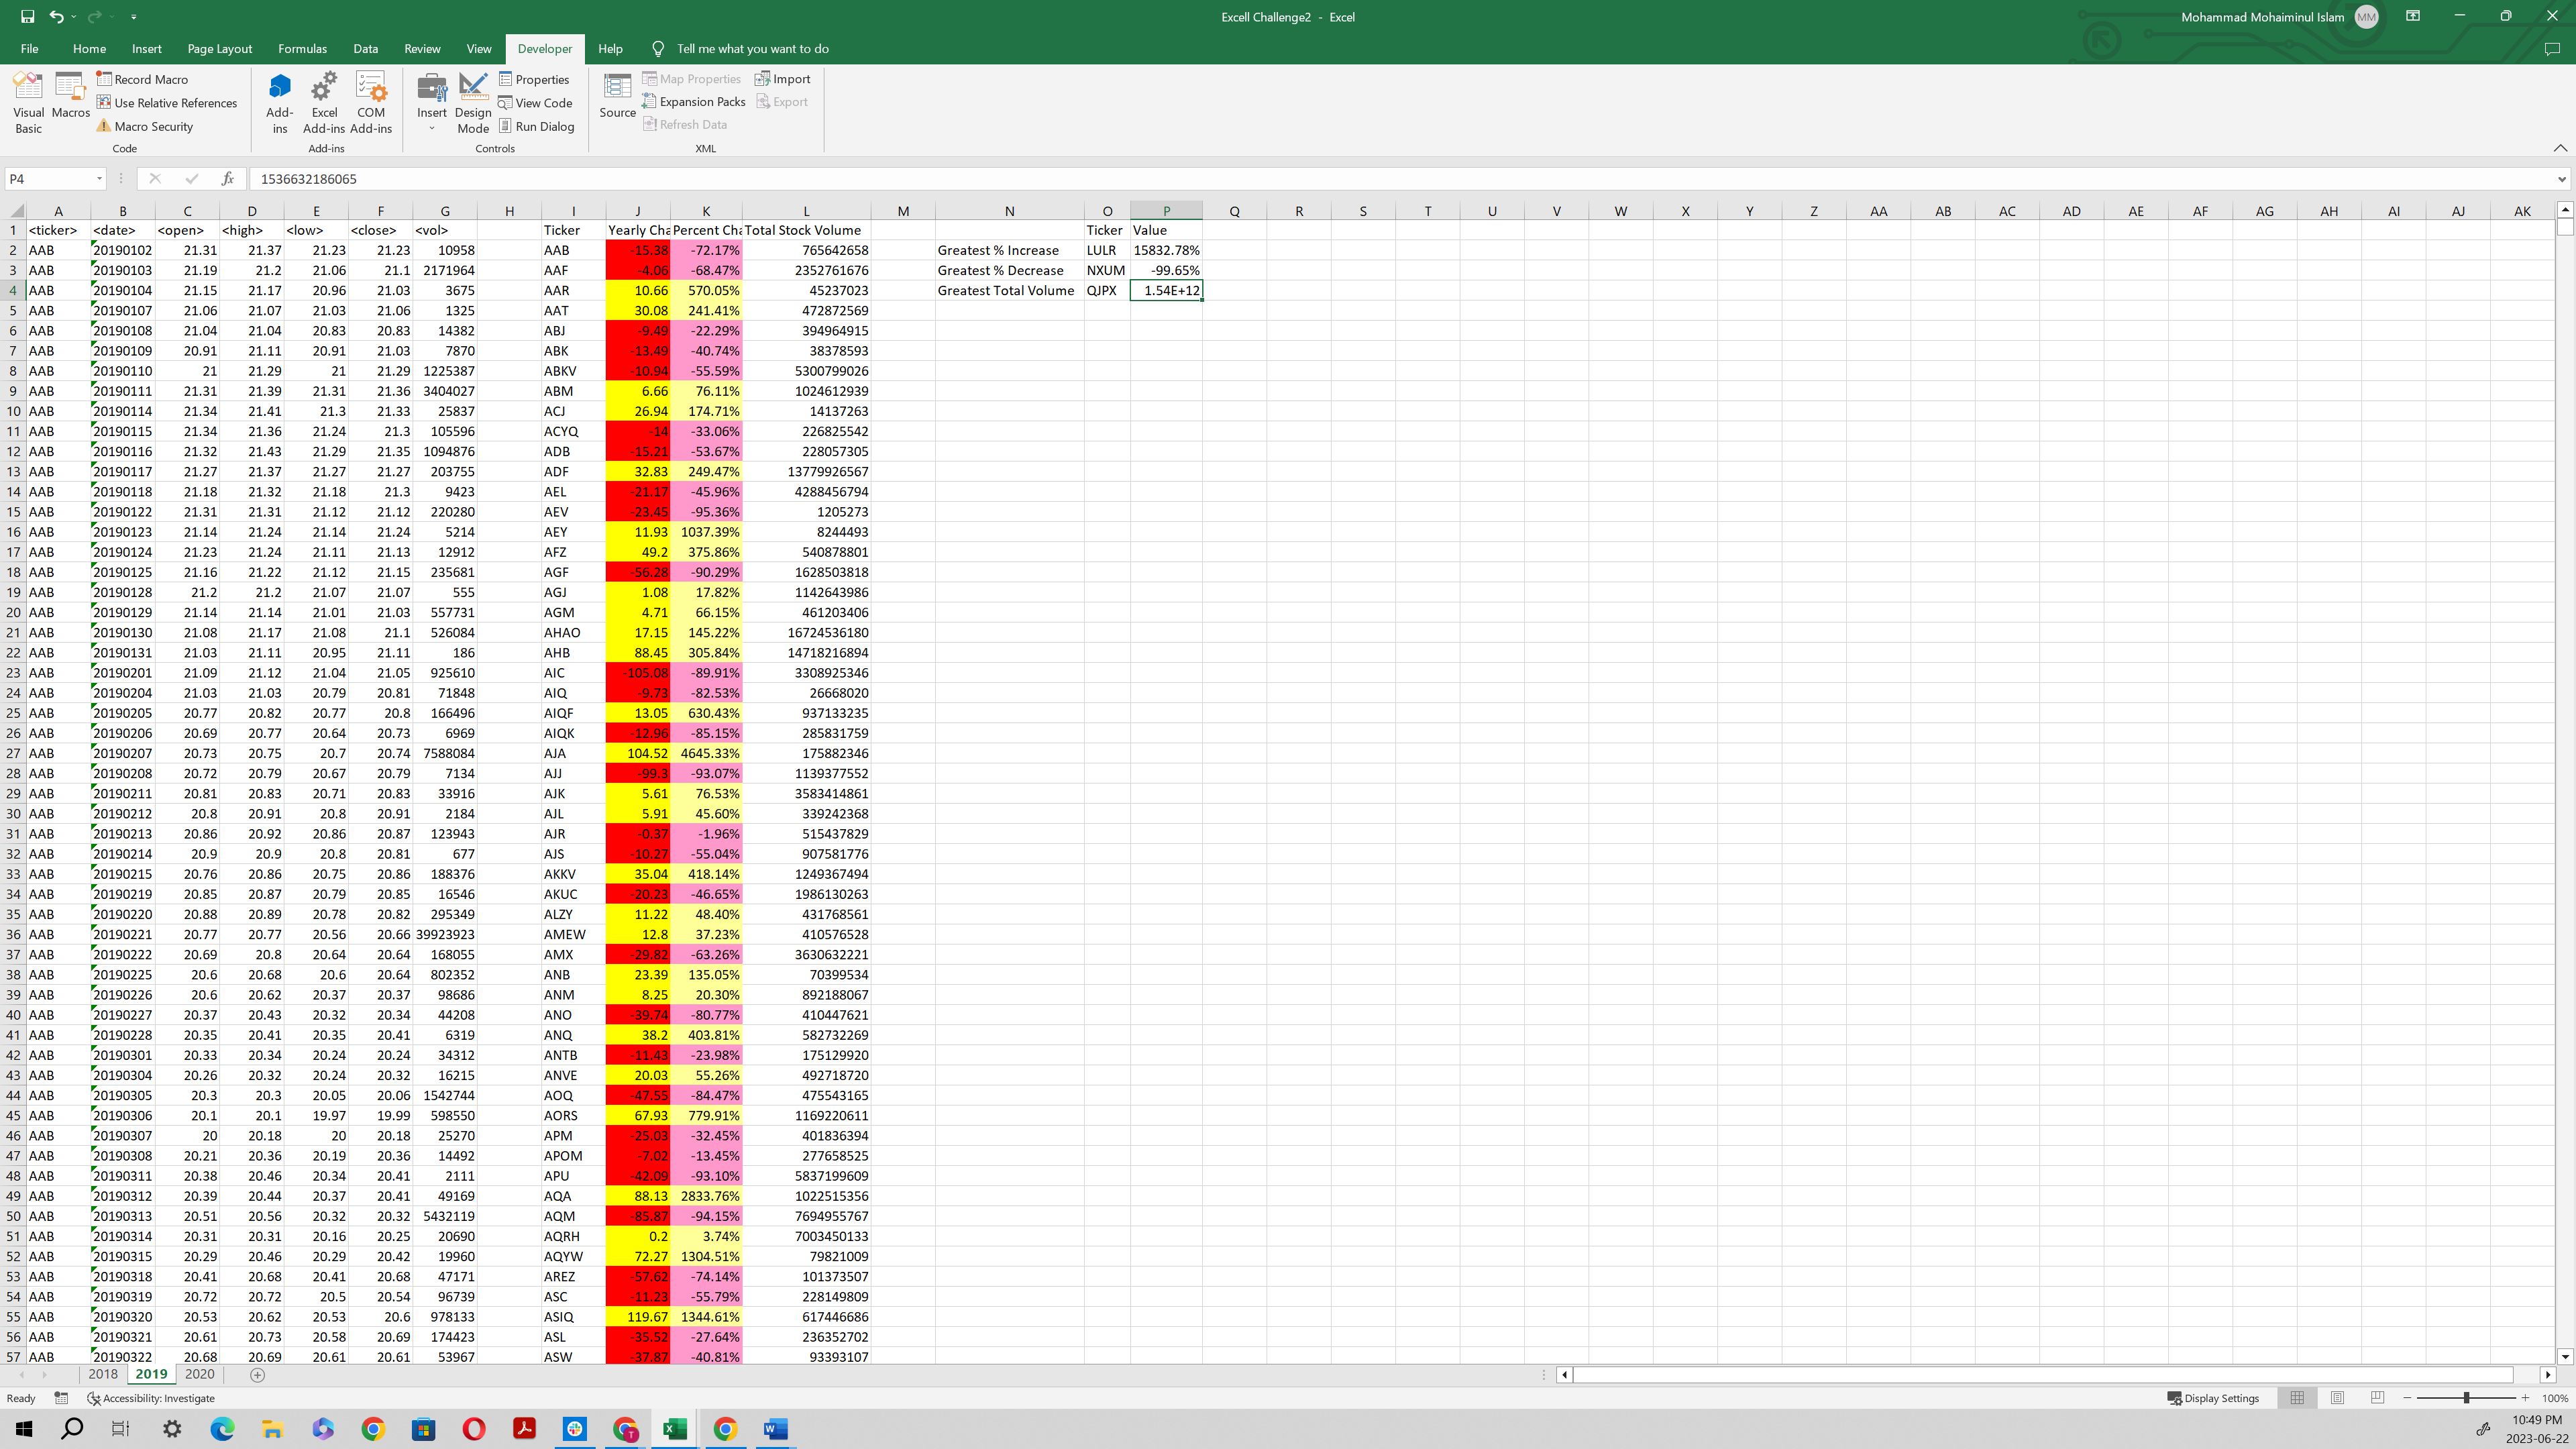 Excell Challenge2 - Excel
Mohammad Mohaiminul Islam MM
File Home Insert Page Layout Formulas Data Review View Developer Help Tell me what you want to do
Visual Basic Macros Record Macro Use Relative References Macro Security Code
Add-ins Excel Add-ins COM Add-ins Add-ins
Insert Design Mode Properties View Code Run Dialog Controls
Source Map Properties Expansion Packs Refresh Data Import Export XML
P4 fx 1536632186065
A B C D E F G H I J K L M N O P Q R S T U V W X Y Z AA AB AC AD AE AF AG AH AI AJ AK
1 <ticker> <date> <open> <high> <low> <close> <vol> Ticker Yearly Cha Percent Cha Total Stock Volume Ticker Value
2 AAB 20190102 21.31 21.37 21.23 21.23 10958 AAB -15.38 -72.17% 765642658 Greatest % Increase LULR 15832.78%
3 AAB 20190103 21.19 21.2 21.06 21.1 2171964 AAF -4.06 -68.47% 2352761676 Greatest % Decrease NXUM -99.65%
4 AAB 20190104 21.15 21.17 20.96 21.03 3675 AAR 10.66 570.05% 45237023 Greatest Total Volume QJPX 1.54E+12
5 AAB 20190107 21.06 21.07 21.03 21.06 1325 AAT 30.08 241.41% 472872569
6 AAB 20190108 21.04 21.04 20.83 20.83 14382 ABJ -9.49 -22.29% 394964915
7 AAB 20190109 20.91 21.11 20.91 21.03 7870 ABK -13.49 -40.74% 38378593
8 AAB 20190110 21 21.29 21 21.29 1225387 ABKV -10.94 -55.59% 5300799026
9 AAB 20190111 21.31 21.39 21.31 21.36 3404027 ABM 6.66 76.11% 1024612939
10 AAB 20190114 21.34 21.41 21.3 21.33 25837 ACJ 26.94 174.71% 14137263
11 AAB 20190115 21.34 21.36 21.24 21.3 105596 ACYQ -14 -33.06% 226825542
12 AAB 20190116 21.32 21.43 21.29 21.35 1094876 ADB -15.21 -53.67% 228057305
13 AAB 20190117 21.27 21.37 21.27 21.27 203755 ADF 32.83 249.47% 13779926567
14 AAB 20190118 21.18 21.32 21.18 21.3 9423 AEL -21.17 -45.96% 4288456794
15 AAB 20190122 21.31 21.31 21.12 21.12 220280 AEV -23.45 -95.36% 1205273
16 AAB 20190123 21.14 21.24 21.14 21.24 5214 AEY 11.93 1037.39% 8244493
17 AAB 20190124 21.23 21.24 21.11 21.13 12912 AFZ 49.2 375.86% 540878801
18 AAB 20190125 21.16 21.22 21.12 21.15 235681 AGF -56.28 -90.29% 1628503818
19 AAB 20190128 21.2 21.2 21.07 21.07 555 AGJ 1.08 17.82% 1142643986
20 AAB 20190129 21.14 21.14 21.01 21.03 557731 AGM 4.71 66.15% 461203406
21 AAB 20190130 21.08 21.17 21.08 21.1 526084 AHAO 17.15 145.22% 16724536180
22 AAB 20190131 21.03 21.11 20.95 21.11 186 AHB 88.45 305.84% 14718216894
23 AAB 20190201 21.09 21.12 21.04 21.05 925610 AIC -105.08 -89.91% 3308925346
24 AAB 20190204 21.03 21.03 20.79 20.81 71848 AIQ -9.73 -82.53% 26668020
25 AAB 20190205 20.77 20.82 20.77 20.8 166496 AIQF 13.05 630.43% 937133235
26 AAB 20190206 20.69 20.77 20.64 20.73 6969 AIQK -12.96 -85.15% 285831759
27 AAB 20190207 20.73 20.75 20.7 20.74 7588084 AJA 104.52 4645.33% 175882346
28 AAB 20190208 20.72 20.79 20.67 20.79 7134 AJJ -99.3 -93.07% 1139377552
29 AAB 20190211 20.81 20.83 20.71 20.83 33916 AJK 5.61 76.53% 3583414861
30 AAB 20190212 20.8 20.91 20.8 20.91 2184 AJL 5.91 45.60% 339242368
31 AAB 20190213 20.86 20.92 20.86 20.87 123943 AJR -0.37 -1.96% 515437829
32 AAB 20190214 20.9 20.9 20.8 20.81 677 AJS -10.27 -55.04% 907581776
33 AAB 20190215 20.76 20.86 20.75 20.86 188376 AKKV 35.04 418.14% 1249367494
34 AAB 20190219 20.85 20.87 20.79 20.85 16546 AKUC -20.23 -46.65% 1986130263
35 AAB 20190220 20.88 20.89 20.78 20.82 295349 ALZY 11.22 48.40% 431768561
36 AAB 20190221 20.77 20.77 20.56 20.66 39923923 AMEW 12.8 37.23% 410576528
37 AAB 20190222 20.69 20.8 20.64 20.64 168055 AMX -29.82 -63.26% 3630632221
38 AAB 20190225 20.6 20.68 20.6 20.64 802352 ANB 23.39 135.05% 70399534
39 AAB 20190226 20.6 20.62 20.37 20.37 98686 ANM 8.25 20.30% 892188067
40 AAB 20190227 20.37 20.43 20.32 20.34 44208 ANO -39.74 -80.77% 410447621
41 AAB 20190228 20.35 20.41 20.35 20.41 6319 ANQ 38.2 403.81% 582732269
42 AAB 20190301 20.33 20.34 20.24 20.24 34312 ANTB -11.43 -23.98% 175129920
43 AAB 20190304 20.26 20.32 20.24 20.32 16215 ANVE 20.03 55.26% 492718720
44 AAB 20190305 20.3 20.3 20.05 20.06 1542744 AOQ -47.55 -84.47% 475543165
45 AAB 20190306 20.1 20.1 19.97 19.99 598550 AORS 67.93 779.91% 1169220611
46 AAB 20190307 20 20.18 20 20.18 25270 APM -25.03 -32.45% 401836394
47 AAB 20190308 20.21 20.36 20.19 20.36 14492 APOM -7.02 -13.45% 277658525
48 AAB 20190311 20.38 20.46 20.34 20.41 2111 APU -42.09 -93.10% 5837199609
49 AAB 20190312 20.39 20.44 20.37 20.41 49169 AQA 88.13 2833.76% 1022515356
50 AAB 20190313 20.51 20.56 20.32 20.32 5432119 AQM -85.87 -94.15% 7694955767
51 AAB 20190314 20.31 20.31 20.16 20.25 20690 AQRH 0.2 3.74% 7003450133
52 AAB 20190315 20.29 20.46 20.29 20.42 19960 AQYW 72.27 1304.51% 79821009
53 AAB 20190318 20.41 20.68 20.41 20.68 47171 AREZ -57.62 -74.14% 101373507
54 AAB 20190319 20.72 20.72 20.5 20.54 96739 ASC -11.23 -55.79% 228149809
55 AAB 20190320 20.53 20.62 20.53 20.6 978133 ASIQ 119.67 1344.61% 617446686
56 AAB 20190321 20.61 20.73 20.58 20.69 174423 ASL -35.52 -27.64% 236352702
57 AAB 20190322 20.68 20.69 20.61 20.61 53967 ASW -37.87 -40.81% 93393107
2018 2019 2020
Ready Accessibility: Investigate Display Settings 100%
10:49 PM
2023-06-22